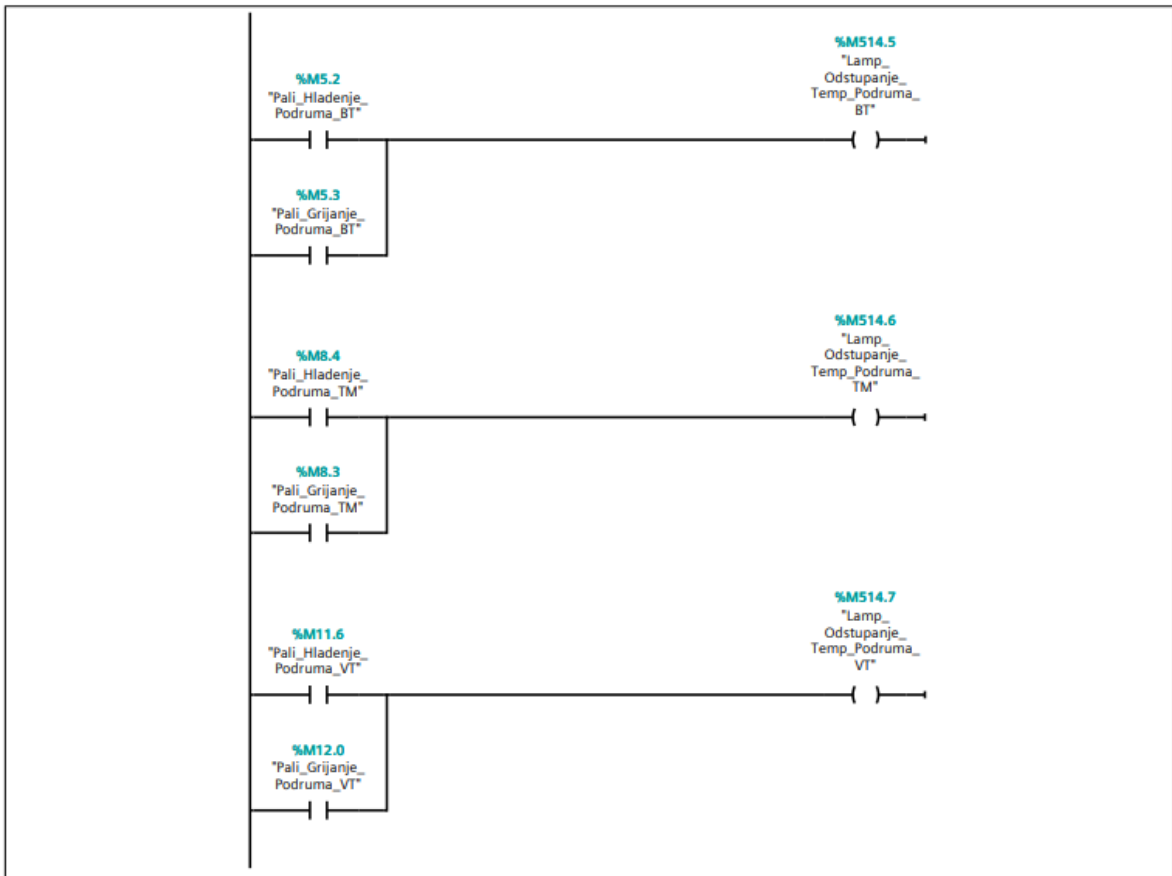 %M5.2
"Pali_Hladenje_
Podruma_BT"
%M514.5
"Lamp_
Odstupanje_
Temp_Podruma_
BT"
%M5.3
"Pali_Grijanje_
Podruma_BT"
%M8.4
"Pali_Hladenje_
Podruma_TM"
%M514.6
"Lamp_
Odstupanje_
Temp_Podruma_
TM"
%M8.3
"Pali_Grijanje_
Podruma_TM"
%M11.6
"Pali_Hladenje_
Podruma_VT"
%M514.7
"Lamp_
Odstupanje_
Temp_Podruma_
VT"
%M12.0
"Pali_Grijanje_
Podruma_VT"